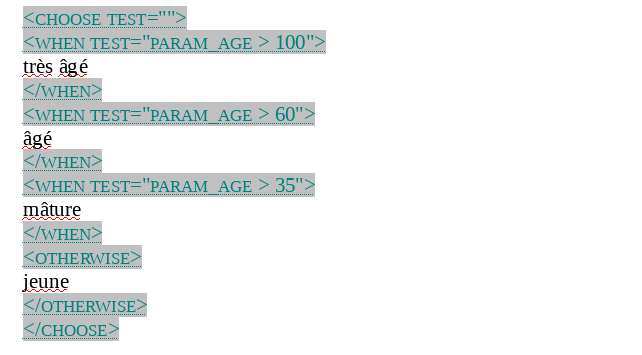 <CHOOSE TEST="">
<WHEN TEST="PARAM_AGE > 100">
très âgé
</WHEN>
<WHEN TEST="PARAM_AGE > 60">
âgé
</WHEN>
<WHEN TEST="PARAM_AGE > 35">
mâture
</WHEN>
<OTHERWISE>
jeune
</OTHERWISE>
</CHOOSE>